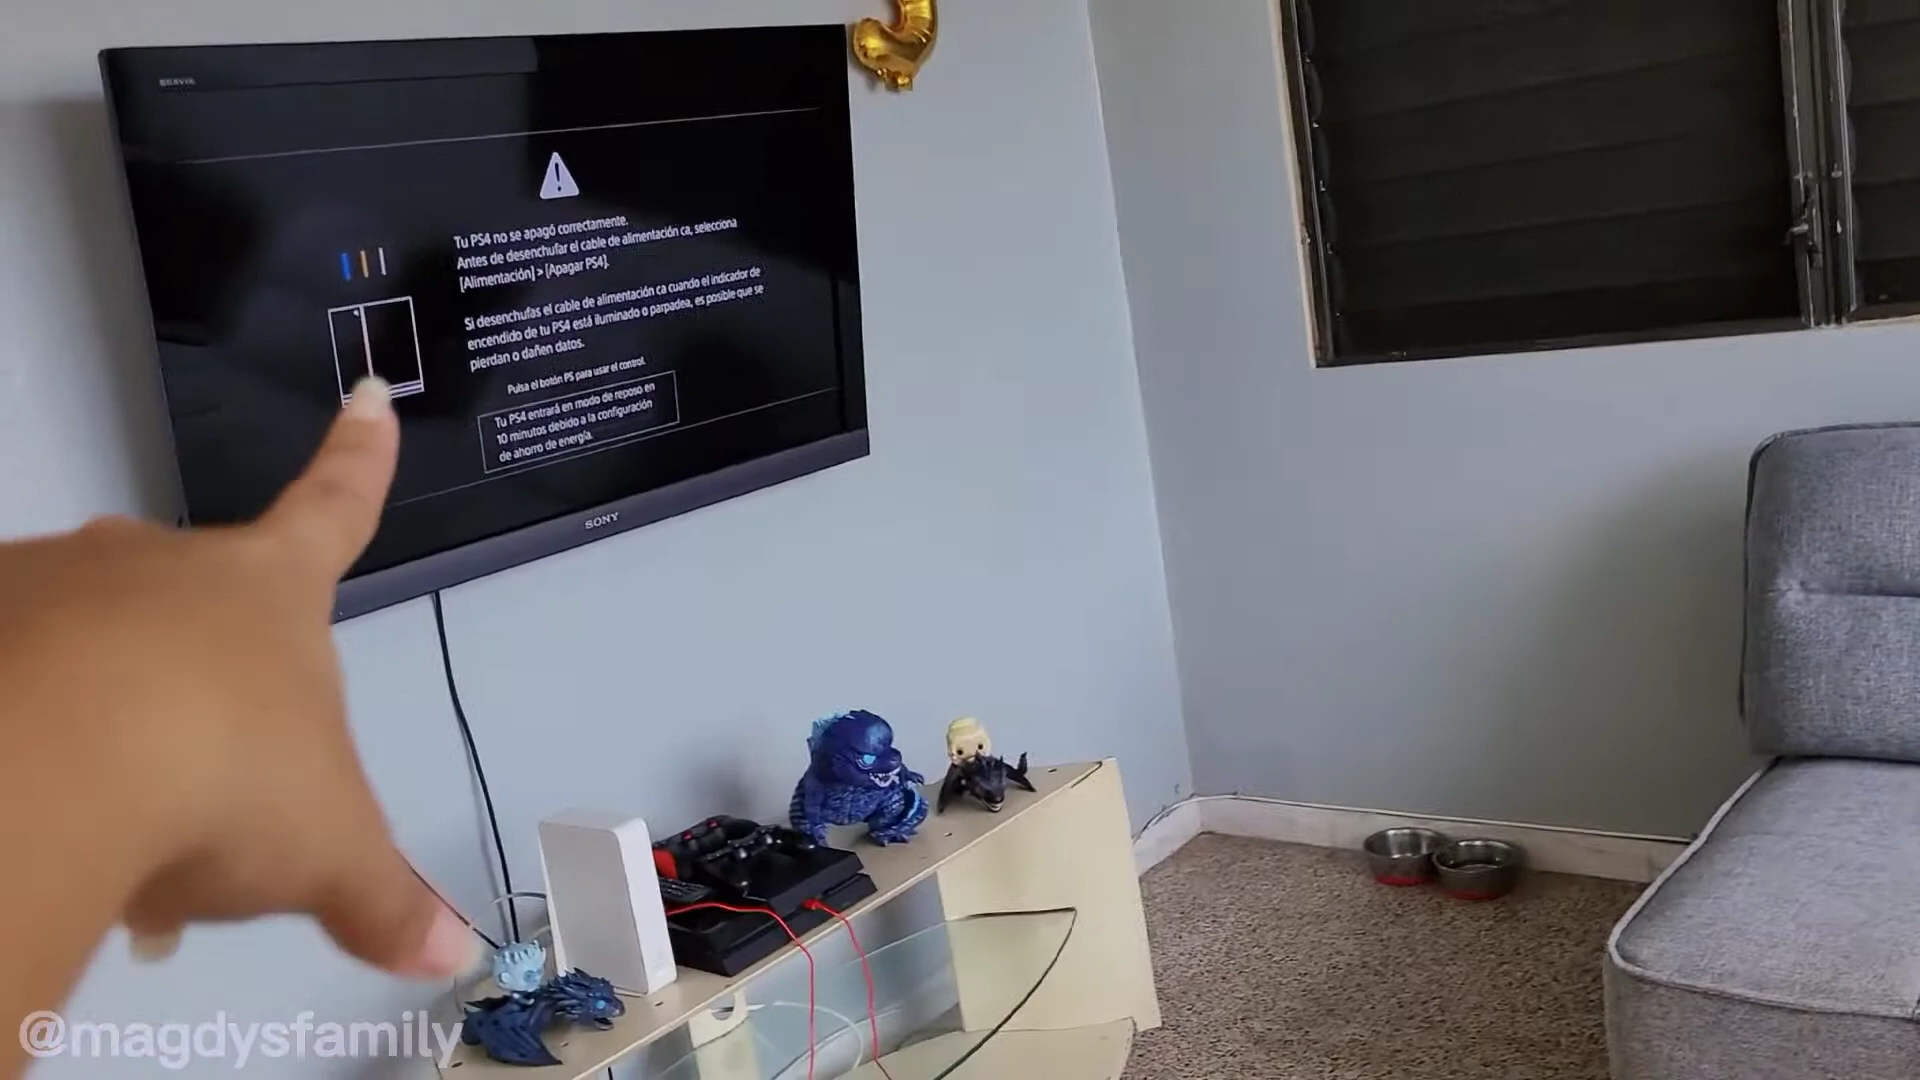 BRAVIA
Tu PS4 no se apagó correctamente.
Antes de desenchufar el cable de alimentación ca, selecciona
[Alimentación] > [Apagar PS4].
Si desenchufas el cable de alimentación ca cuando el indicador de
encendido de tu PS4 está iluminado o parpadea, es posible que se
pierdan o dañen datos.
Pulsa el botón PS para usar el control.
Tu PS4 entrará en modo de reposo en
10 minutos debido a la configuración
de ahorro de energía.
SONY
@magdysfamily